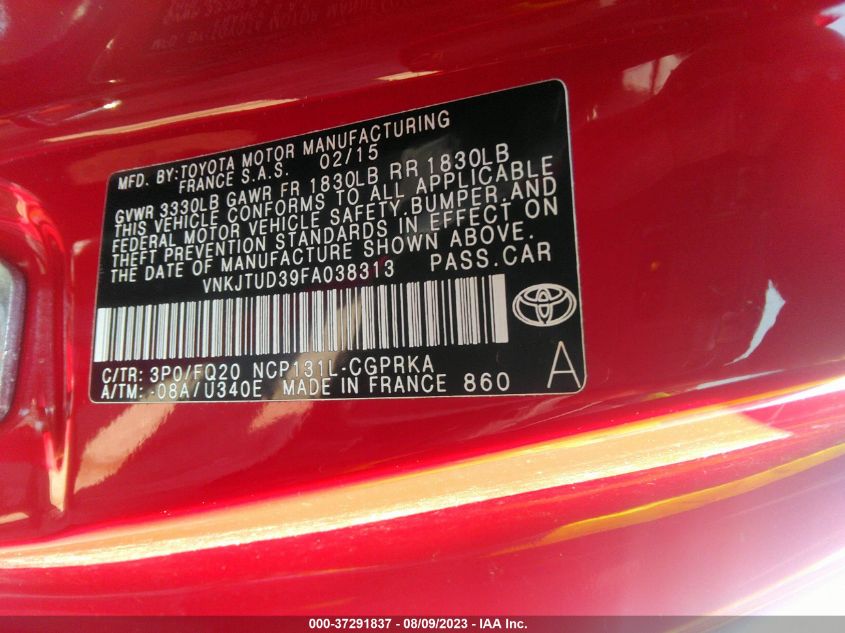 MFD. BY:TOYOTA MOTOR MANUFACTURING
FRANCE S.A.S. 02/15
GVWR 3330LB GAWR FR 1830LB RR 1830LB
THIS VEHICLE CONFORMS TO ALL APPLICABLE
FEDERAL MOTOR VEHICLE SAFETY,BUMPER,AND
THEFT PREVENTION STANDARDS IN EFFECT ON
THE DATE OF MANUFACTURE SHOWN ABOVE.
VNKJTUD39FA038313 PASS.CAR
C/TR: 3P0/FQ20 NCP131L-CGPRKA
A/TM: -08A/U340E MADE IN FRANCE 860 A
000-37291837 - 08/09/2023 - IAA Inc.